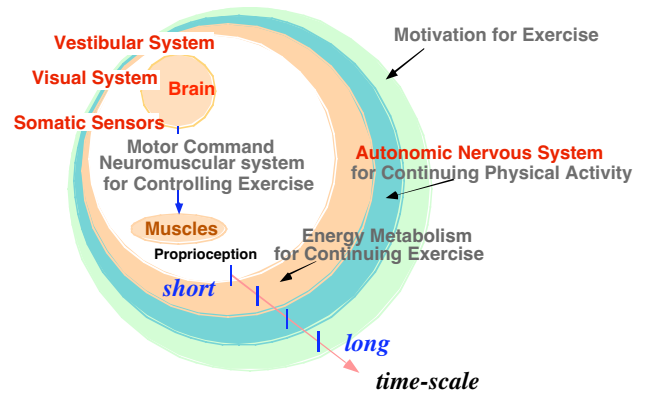 Vestibular System
Motivation for Exercise
Visual System
Brain
Somatic Sensors
Motor Command
Neuromuscular system
for Controlling Exercise
Autonomic Nervous System
for Continuing Physical Activity
Muscles
Energy Metabolism
for Continuing Exercise
Proprioception
short
long
time-scale